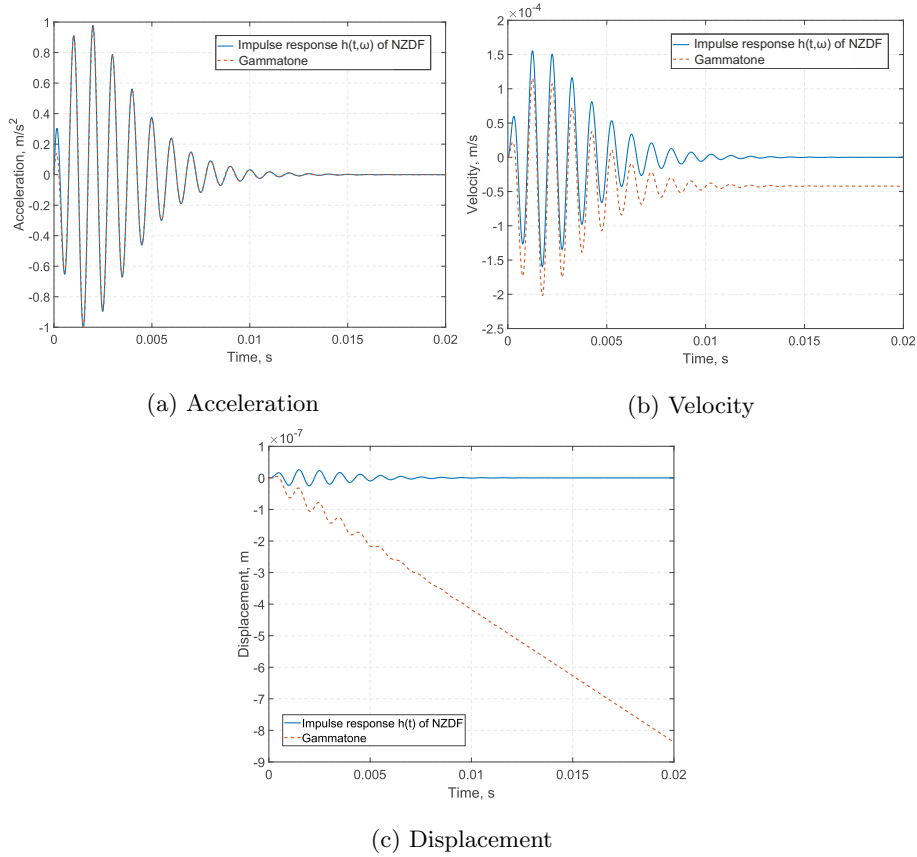 1
0.8
0.6
0.4
0.2
0
-0.2
-0.4
-0.6
-0.8
-1
Acceleration, m/s²
Impulse response h(t,ω) of NZDF
Gammatone
0 0.005 0.01 0.015 0.02
Time, s
(a) Acceleration
×10⁻⁴
2
1.5
1
0.5
0
-0.5
-1
-1.5
-2
-2.5
Velocity, m/s
Impulse response h(t,ω) of NZDF
Gammatone
0 0.005 0.01 0.015 0.02
Time, s
(b) Velocity
×10⁻⁷
1
0
-1
-2
-3
-4
-5
-6
-7
-8
-9
Displacement, m
Impulse response h(t) of NZDF
Gammatone
0 0.005 0.01 0.015 0.02
Time, s
(c) Displacement